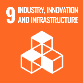 9 INDUSTRY, INNOVATION
AND INFRASTRUCTURE